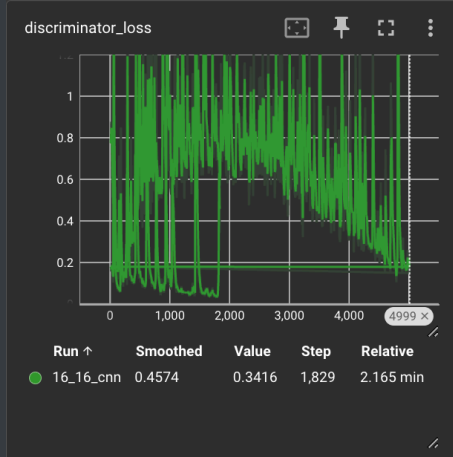 discriminator_loss
1
0.8
0.6
0.4
0.2
0
0 1,000 2,000 3,000 4,000 4999 ×
Run ↑ Smoothed Value Step Relative
16_16_cnn 0.4574 0.3416 1,829 2.165 min